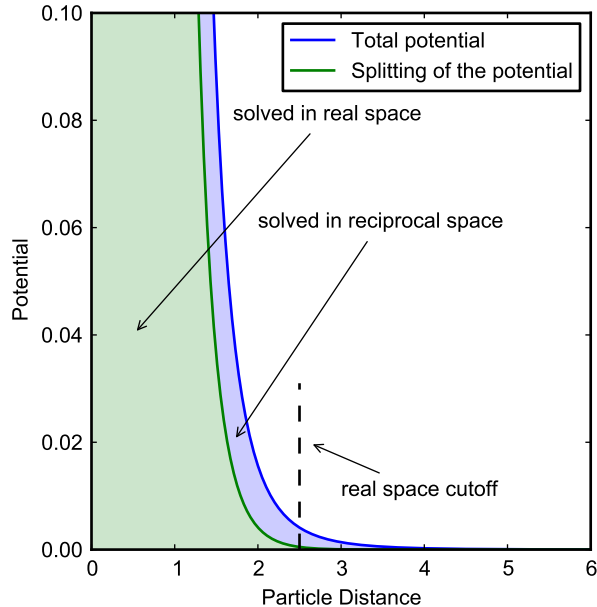 0.10
Total potential
Splitting of the potential
0.08
solved in real space
0.06
solved in reciprocal space
Potential
0.04
0.02
real space cutoff
0.00
0 1 2 3 4 5 6
Particle Distance